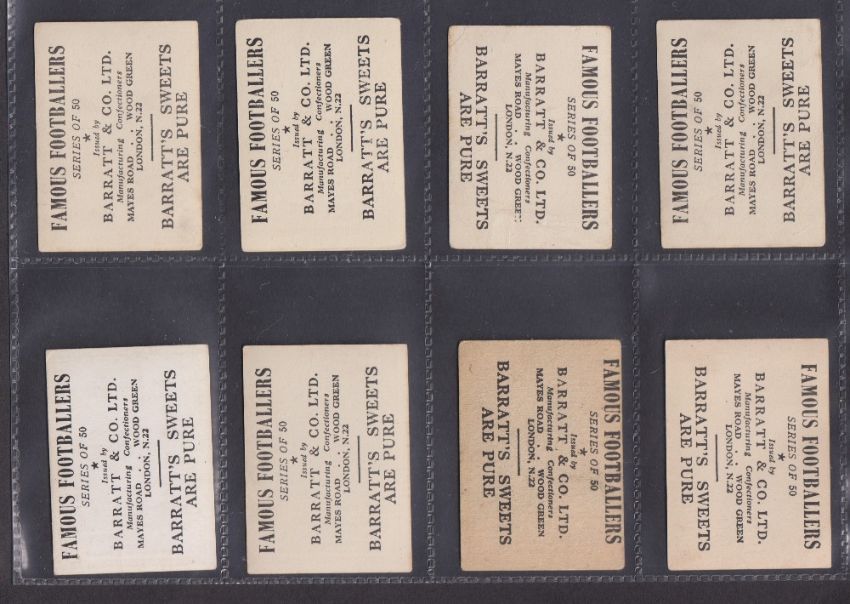 FAMOUS FOOTBALLERS
SERIES OF 50
Issued by
BARRATT & CO. LTD.
Manufacturing Confectioners
MAYES ROAD . . WOOD GREEN
LONDON, N.22
BARRATT'S SWEETS
ARE PURE
FAMOUS FOOTBALLERS
SERIES OF 50
Issued by
BARRATT & CO. LTD.
Manufacturing Confectioners
MAYES ROAD . . WOOD GREEN
LONDON, N.22
BARRATT'S SWEETS
ARE PURE
FAMOUS FOOTBALLERS
SERIES OF 50
Issued by
BARRATT & CO. LTD.
Manufacturing Confectioners
MAYES ROAD . . WOOD GREEN
LONDON, N.22
BARRATT'S SWEETS
ARE PURE
FAMOUS FOOTBALLERS
SERIES OF 50
Issued by
BARRATT & CO. LTD.
Manufacturing Confectioners
MAYES ROAD . . WOOD GREEN
LONDON, N.22
BARRATT'S SWEETS
ARE PURE
FAMOUS FOOTBALLERS
SERIES OF 50
Issued by
BARRATT & CO. LTD.
Manufacturing Confectioners
MAYES ROAD . . WOOD GREEN
LONDON, N.22
BARRATT'S SWEETS
ARE PURE
FAMOUS FOOTBALLERS
SERIES OF 50
Issued by
BARRATT & CO. LTD.
Manufacturing Confectioners
MAYES ROAD . . WOOD GREEN
LONDON, N.22
BARRATT'S SWEETS
ARE PURE
FAMOUS FOOTBALLERS
SERIES OF 50
Issued by
BARRATT & CO. LTD.
Manufacturing Confectioners
MAYES ROAD . . WOOD GREEN
LONDON, N.22
BARRATT'S SWEETS
ARE PURE
FAMOUS FOOTBALLERS
SERIES OF 50
Issued by
BARRATT & CO. LTD.
Manufacturing Confectioners
MAYES ROAD . . WOOD GREEN
LONDON, N.22
BARRATT'S SWEETS
ARE PURE